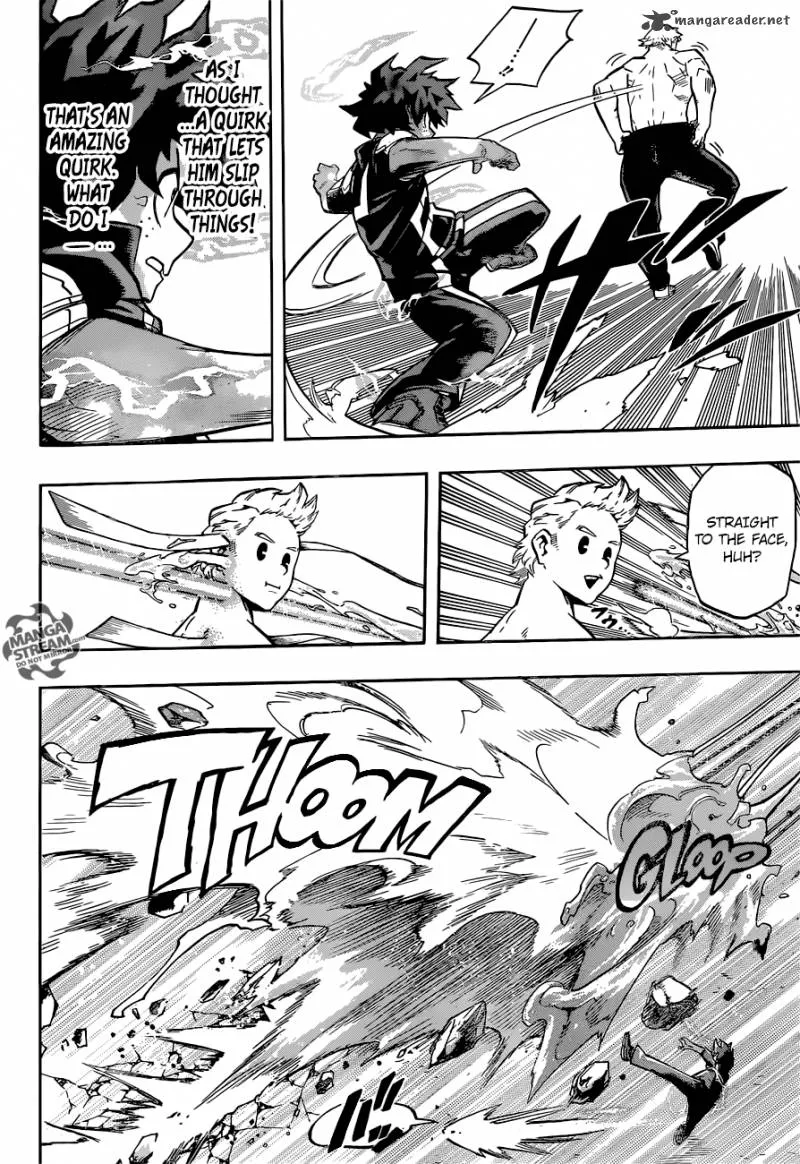 mangareader.net
!
AS I
THOUGHT
...A QUIRK
THAT LETS
HIM SLIP
THROUGH
THINGS!
THAT'S AN
AMAZING
QUIRK.
WHAT
DO I
— ...
STRAIGHT
TO THE FACE,
HUH?
MANGA
STREAM
.COM
DO NOT MIRROR
THOOM
GLOOP